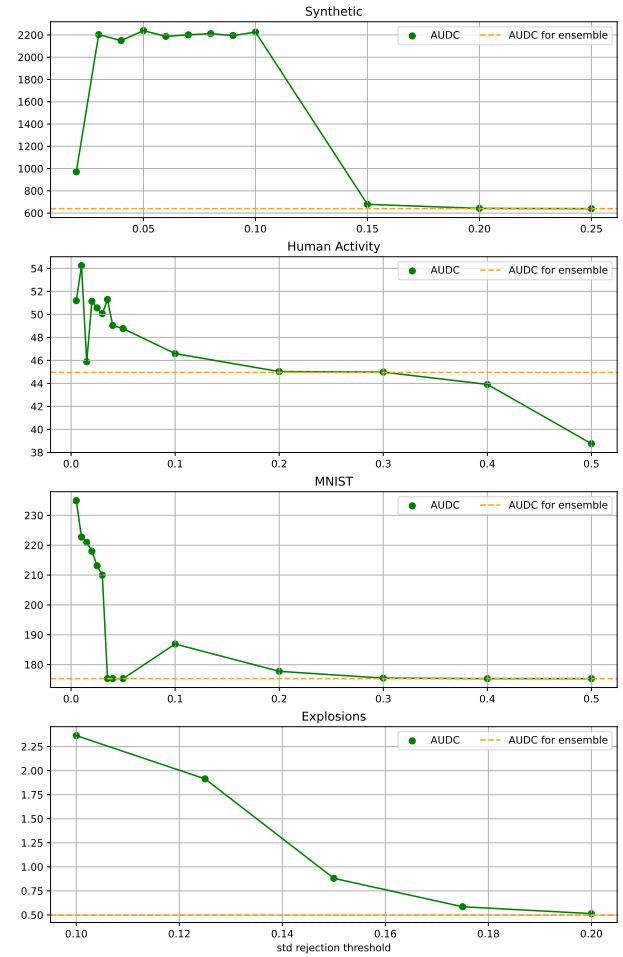 Synthetic
AUDC AUDC for ensemble
2200
2000
1800
1600
1400
1200
1000
800
600
0.05 0.10 0.15 0.20 0.25
Human Activity
AUDC AUDC for ensemble
54
52
50
48
46
44
42
40
38
0.0 0.1 0.2 0.3 0.4 0.5
MNIST
AUDC AUDC for ensemble
230
220
210
200
190
180
0.0 0.1 0.2 0.3 0.4 0.5
Explosions
AUDC AUDC for ensemble
2.25
2.00
1.75
1.50
1.25
1.00
0.75
0.50
0.10 0.12 0.14 0.16 0.18 0.20
std rejection threshold